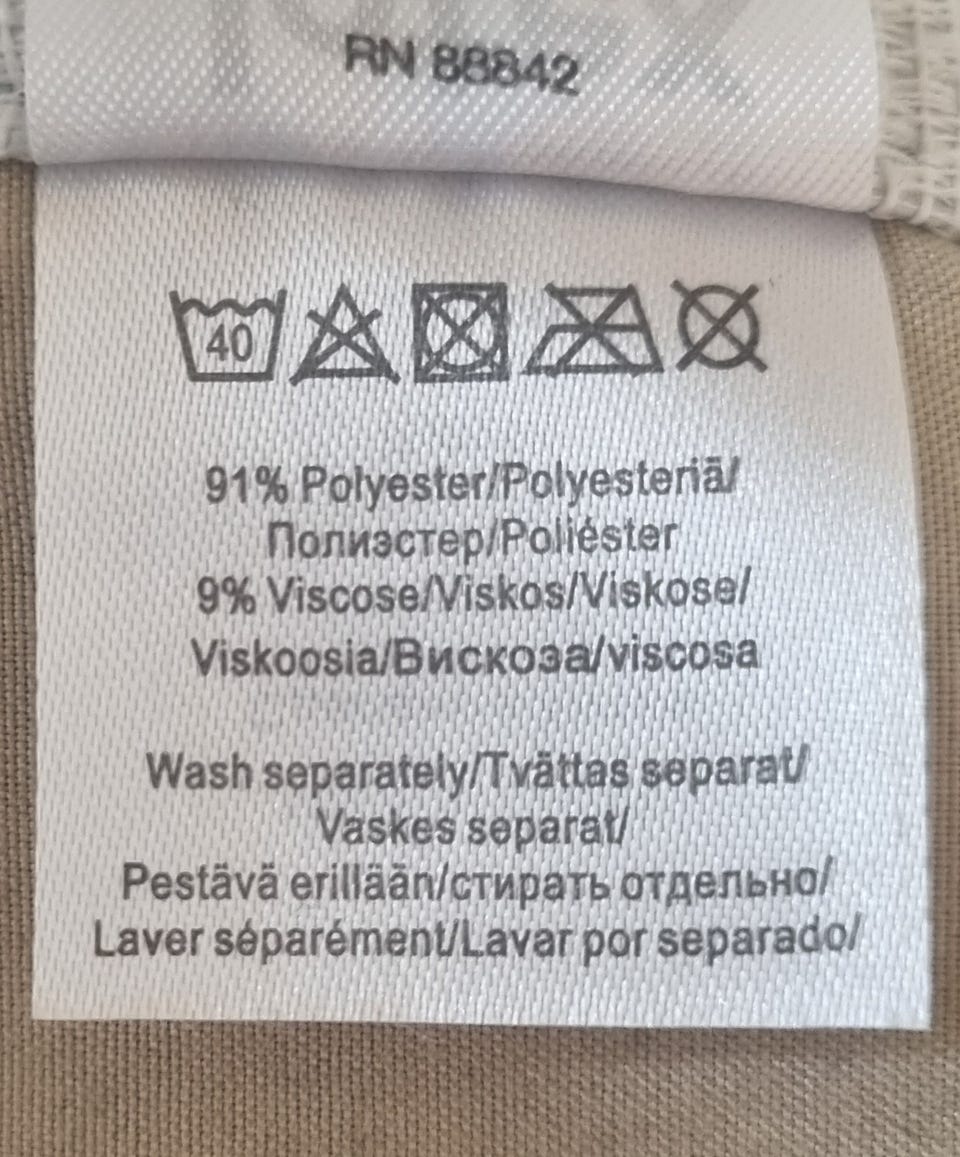 RN 88842
40
91% Polyester/Polyesteriä/
Полиэстер/Poliéster
9% Viscose/Viskos/Viskose/
Viskoosia/Вискоза/viscosa
Wash separately/Tvättas separat/
Vaskes separat/
Pestävä erillään/стирать отдельно/
Laver séparément/Lavar por separado/